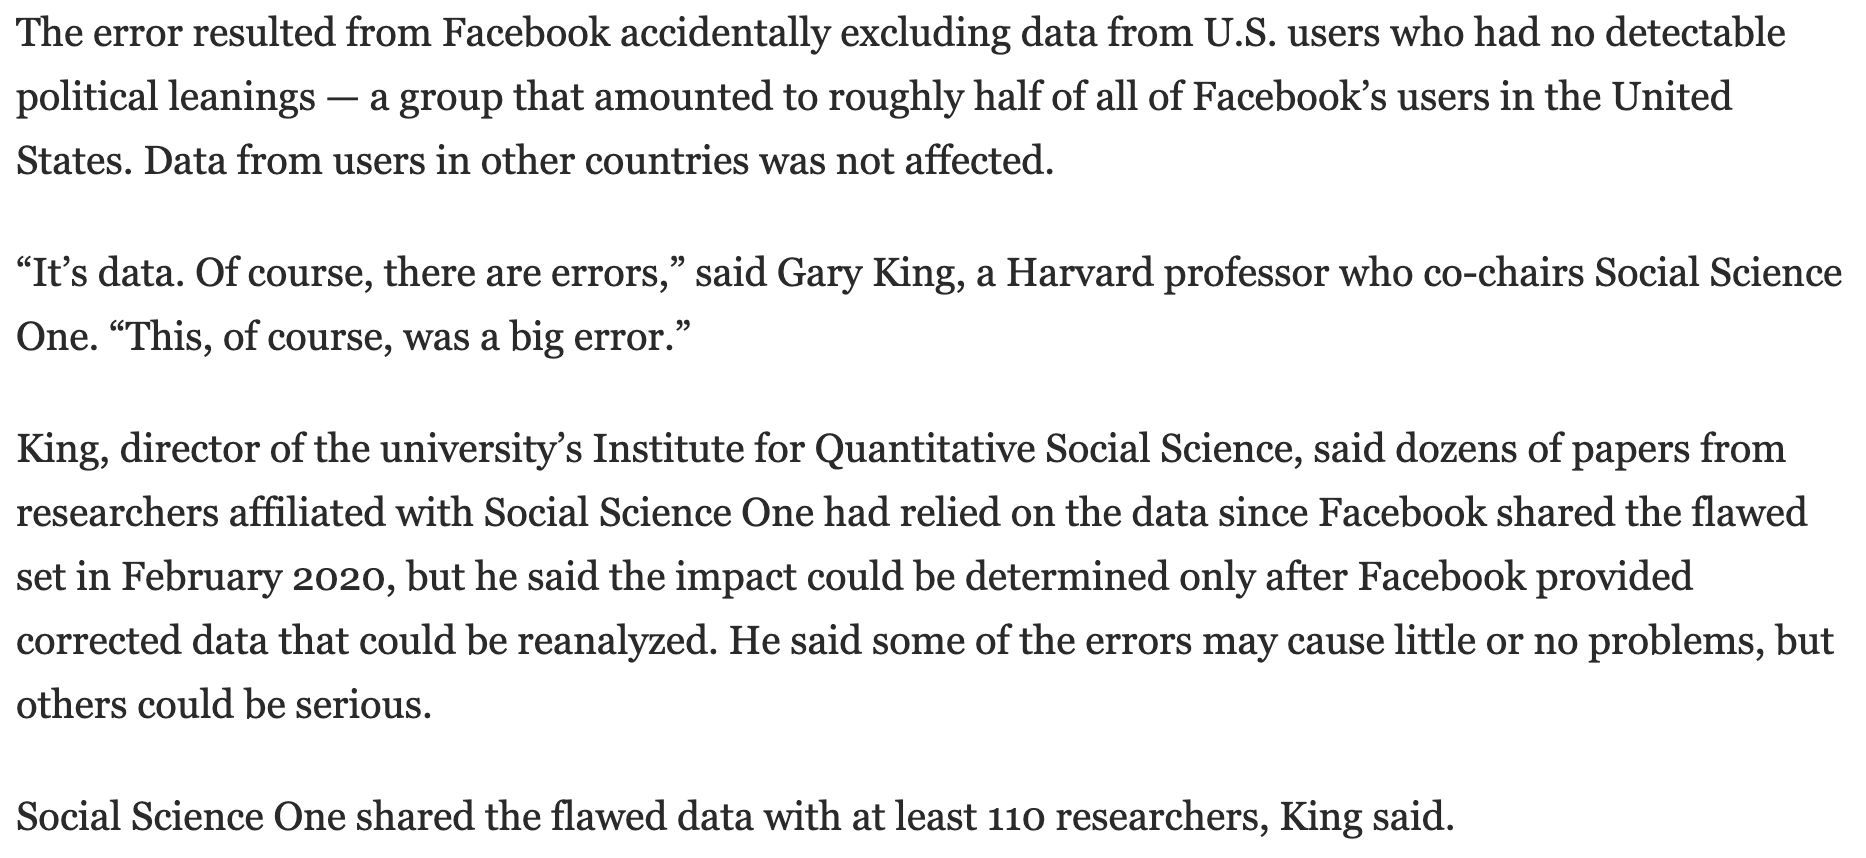 The error resulted from Facebook accidentally excluding data from U.S. users who had no detectable
political leanings — a group that amounted to roughly half of all of Facebook’s users in the United
States. Data from users in other countries was not affected.
“It’s data. Of course, there are errors,” said Gary King, a Harvard professor who co-chairs Social Science
One. “This, of course, was a big error.”
King, director of the university’s Institute for Quantitative Social Science, said dozens of papers from
researchers affiliated with Social Science One had relied on the data since Facebook shared the flawed
set in February 2020, but he said the impact could be determined only after Facebook provided
corrected data that could be reanalyzed. He said some of the errors may cause little or no problems, but
others could be serious.
Social Science One shared the flawed data with at least 110 researchers, King said.